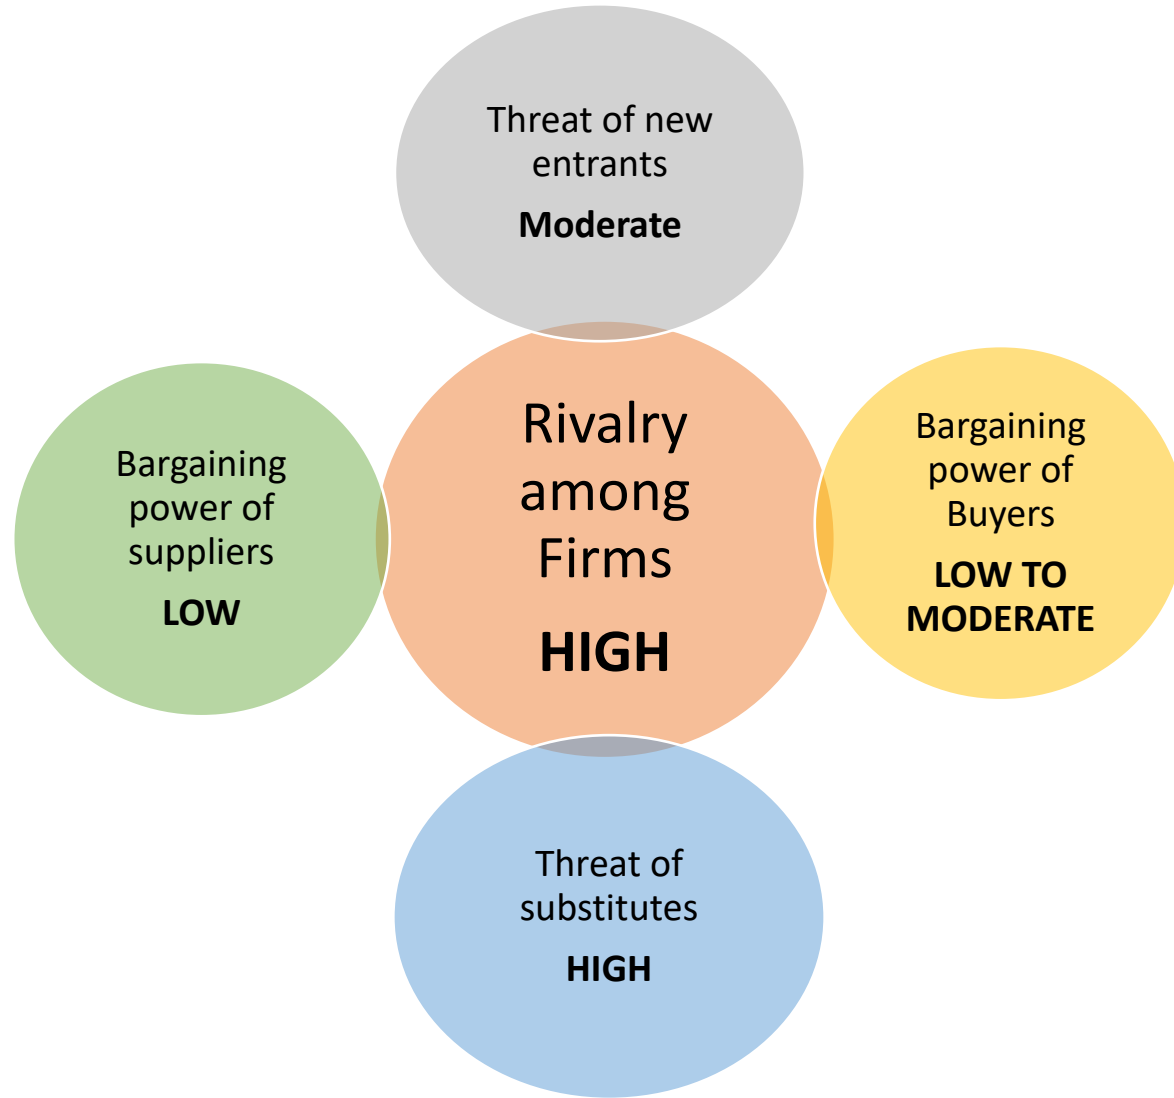 Threat of new
entrants
Moderate
Rivalry
among
Firms
HIGH
Bargaining
power of
suppliers
LOW
Bargaining
power of
Buyers
LOW TO
MODERATE
Threat of
substitutes
HIGH